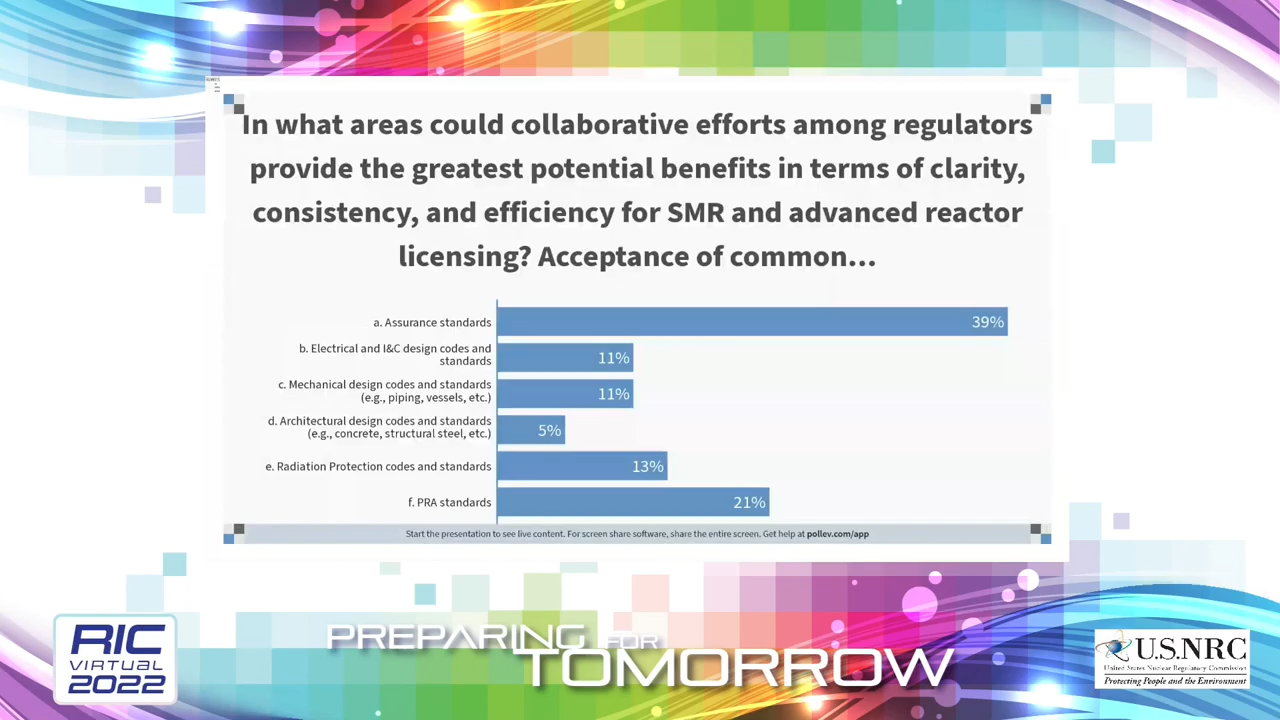 In what areas could collaborative efforts among regulators
provide the greatest potential benefits in terms of clarity,
consistency, and efficiency for SMR and advanced reactor
licensing? Acceptance of common...
a. Assurance standards
39%
b. Electrical and I&C design codes and
standards
11%
c. Mechanical design codes and standards
(e.g., piping, vessels, etc.)
11%
d. Architectural design codes and standards
(e.g., concrete, structural steel, etc.)
5%
e. Radiation Protection codes and standards
13%
f. PRA standards
21%
Start the presentation to see live content. For screen share software, share the entire screen. Get help at pollev.com/app
RIC
VIRTUAL
2022
PREPARING FOR
TOMORROW
U.S.NRC
United States Nuclear Regulatory Commission
Protecting People and the Environment